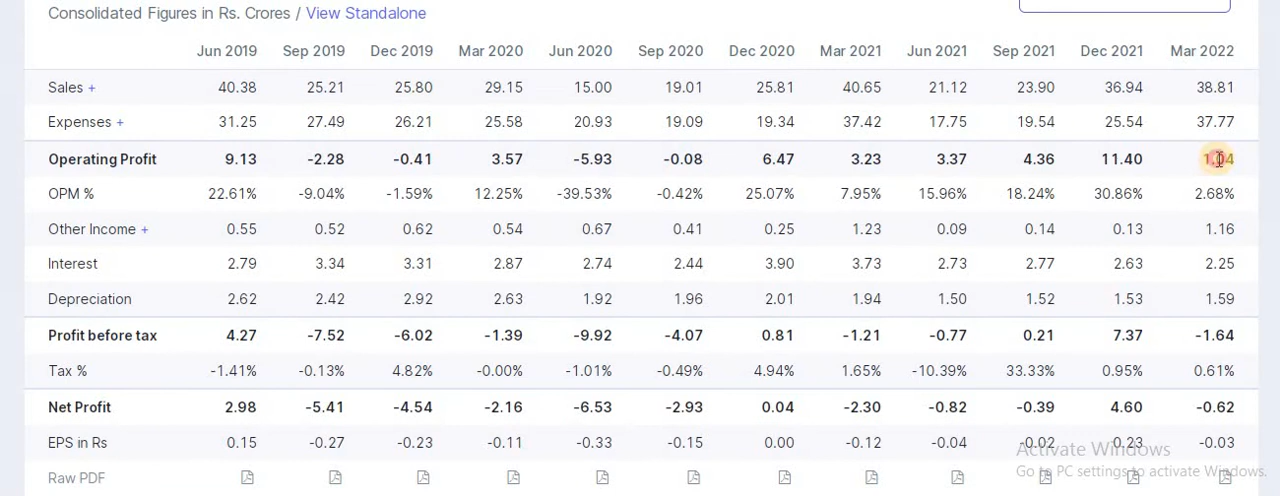 Consolidated Figures in Rs. Crores / View Standalone
Jun 2019 Sep 2019 Dec 2019 Mar 2020 Jun 2020 Sep 2020 Dec 2020 Mar 2021 Jun 2021 Sep 2021 Dec 2021 Mar 2022
Sales + 40.38 25.21 25.80 29.15 15.00 19.01 25.81 40.65 21.12 23.90 36.94 38.81
Expenses + 31.25 27.49 26.21 25.58 20.93 19.09 19.34 37.42 17.75 19.54 25.54 37.77
Operating Profit 9.13 -2.28 -0.41 3.57 -5.93 -0.08 6.47 3.23 3.37 4.36 11.40 1.04
OPM % 22.61% -9.04% -1.59% 12.25% -39.53% -0.42% 25.07% 7.95% 15.96% 18.24% 30.86% 2.68%
Other Income + 0.55 0.52 0.62 0.54 0.67 0.41 0.25 1.23 0.09 0.14 0.13 1.16
Interest 2.79 3.34 3.31 2.87 2.74 2.44 3.90 3.73 2.73 2.77 2.63 2.25
Depreciation 2.62 2.42 2.92 2.63 1.92 1.96 2.01 1.94 1.50 1.52 1.53 1.59
Profit before tax 4.27 -7.52 -6.02 -1.39 -9.92 -4.07 0.81 -1.21 -0.77 0.21 7.37 -1.64
Tax % -1.41% -0.13% 4.82% -0.00% -1.01% -0.49% 4.94% 1.65% -10.39% 33.33% 0.95% 0.61%
Net Profit 2.98 -5.41 -4.54 -2.16 -6.53 -2.93 0.04 -2.30 -0.82 -0.39 4.60 -0.62
EPS in Rs 0.15 -0.27 -0.23 -0.11 -0.33 -0.15 0.00 -0.12 -0.04 -0.02 0.23 -0.03
Activate Windows
Go to PC settings to activate Windows.
Raw PDF